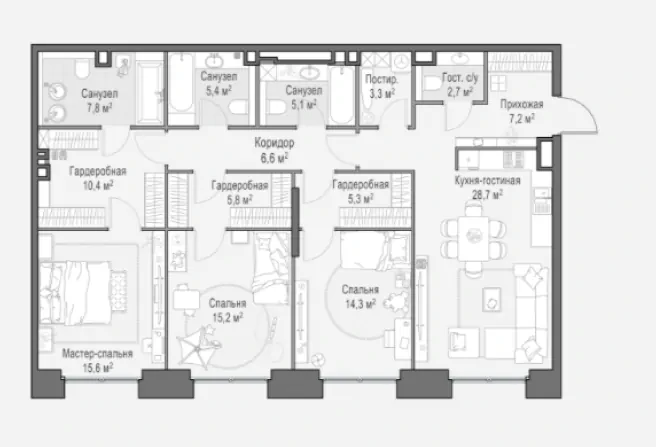 Санузел
7,8 м²
Санузел
5,4 м²
Санузел
5,1 м²
Постир.
3,3 м²
Гост. с/у
2,7 м²
Прихожая
7,2 м²
Коридор
6,6 м²
Гардеробная
10,4 м²
Гардеробная
5,8 м²
Гардеробная
5,3 м²
Кухня-гостиная
28,7 м²
Мастер-спальня
15,6 м²
Спальня
15,2 м²
Спальня
14,3 м²